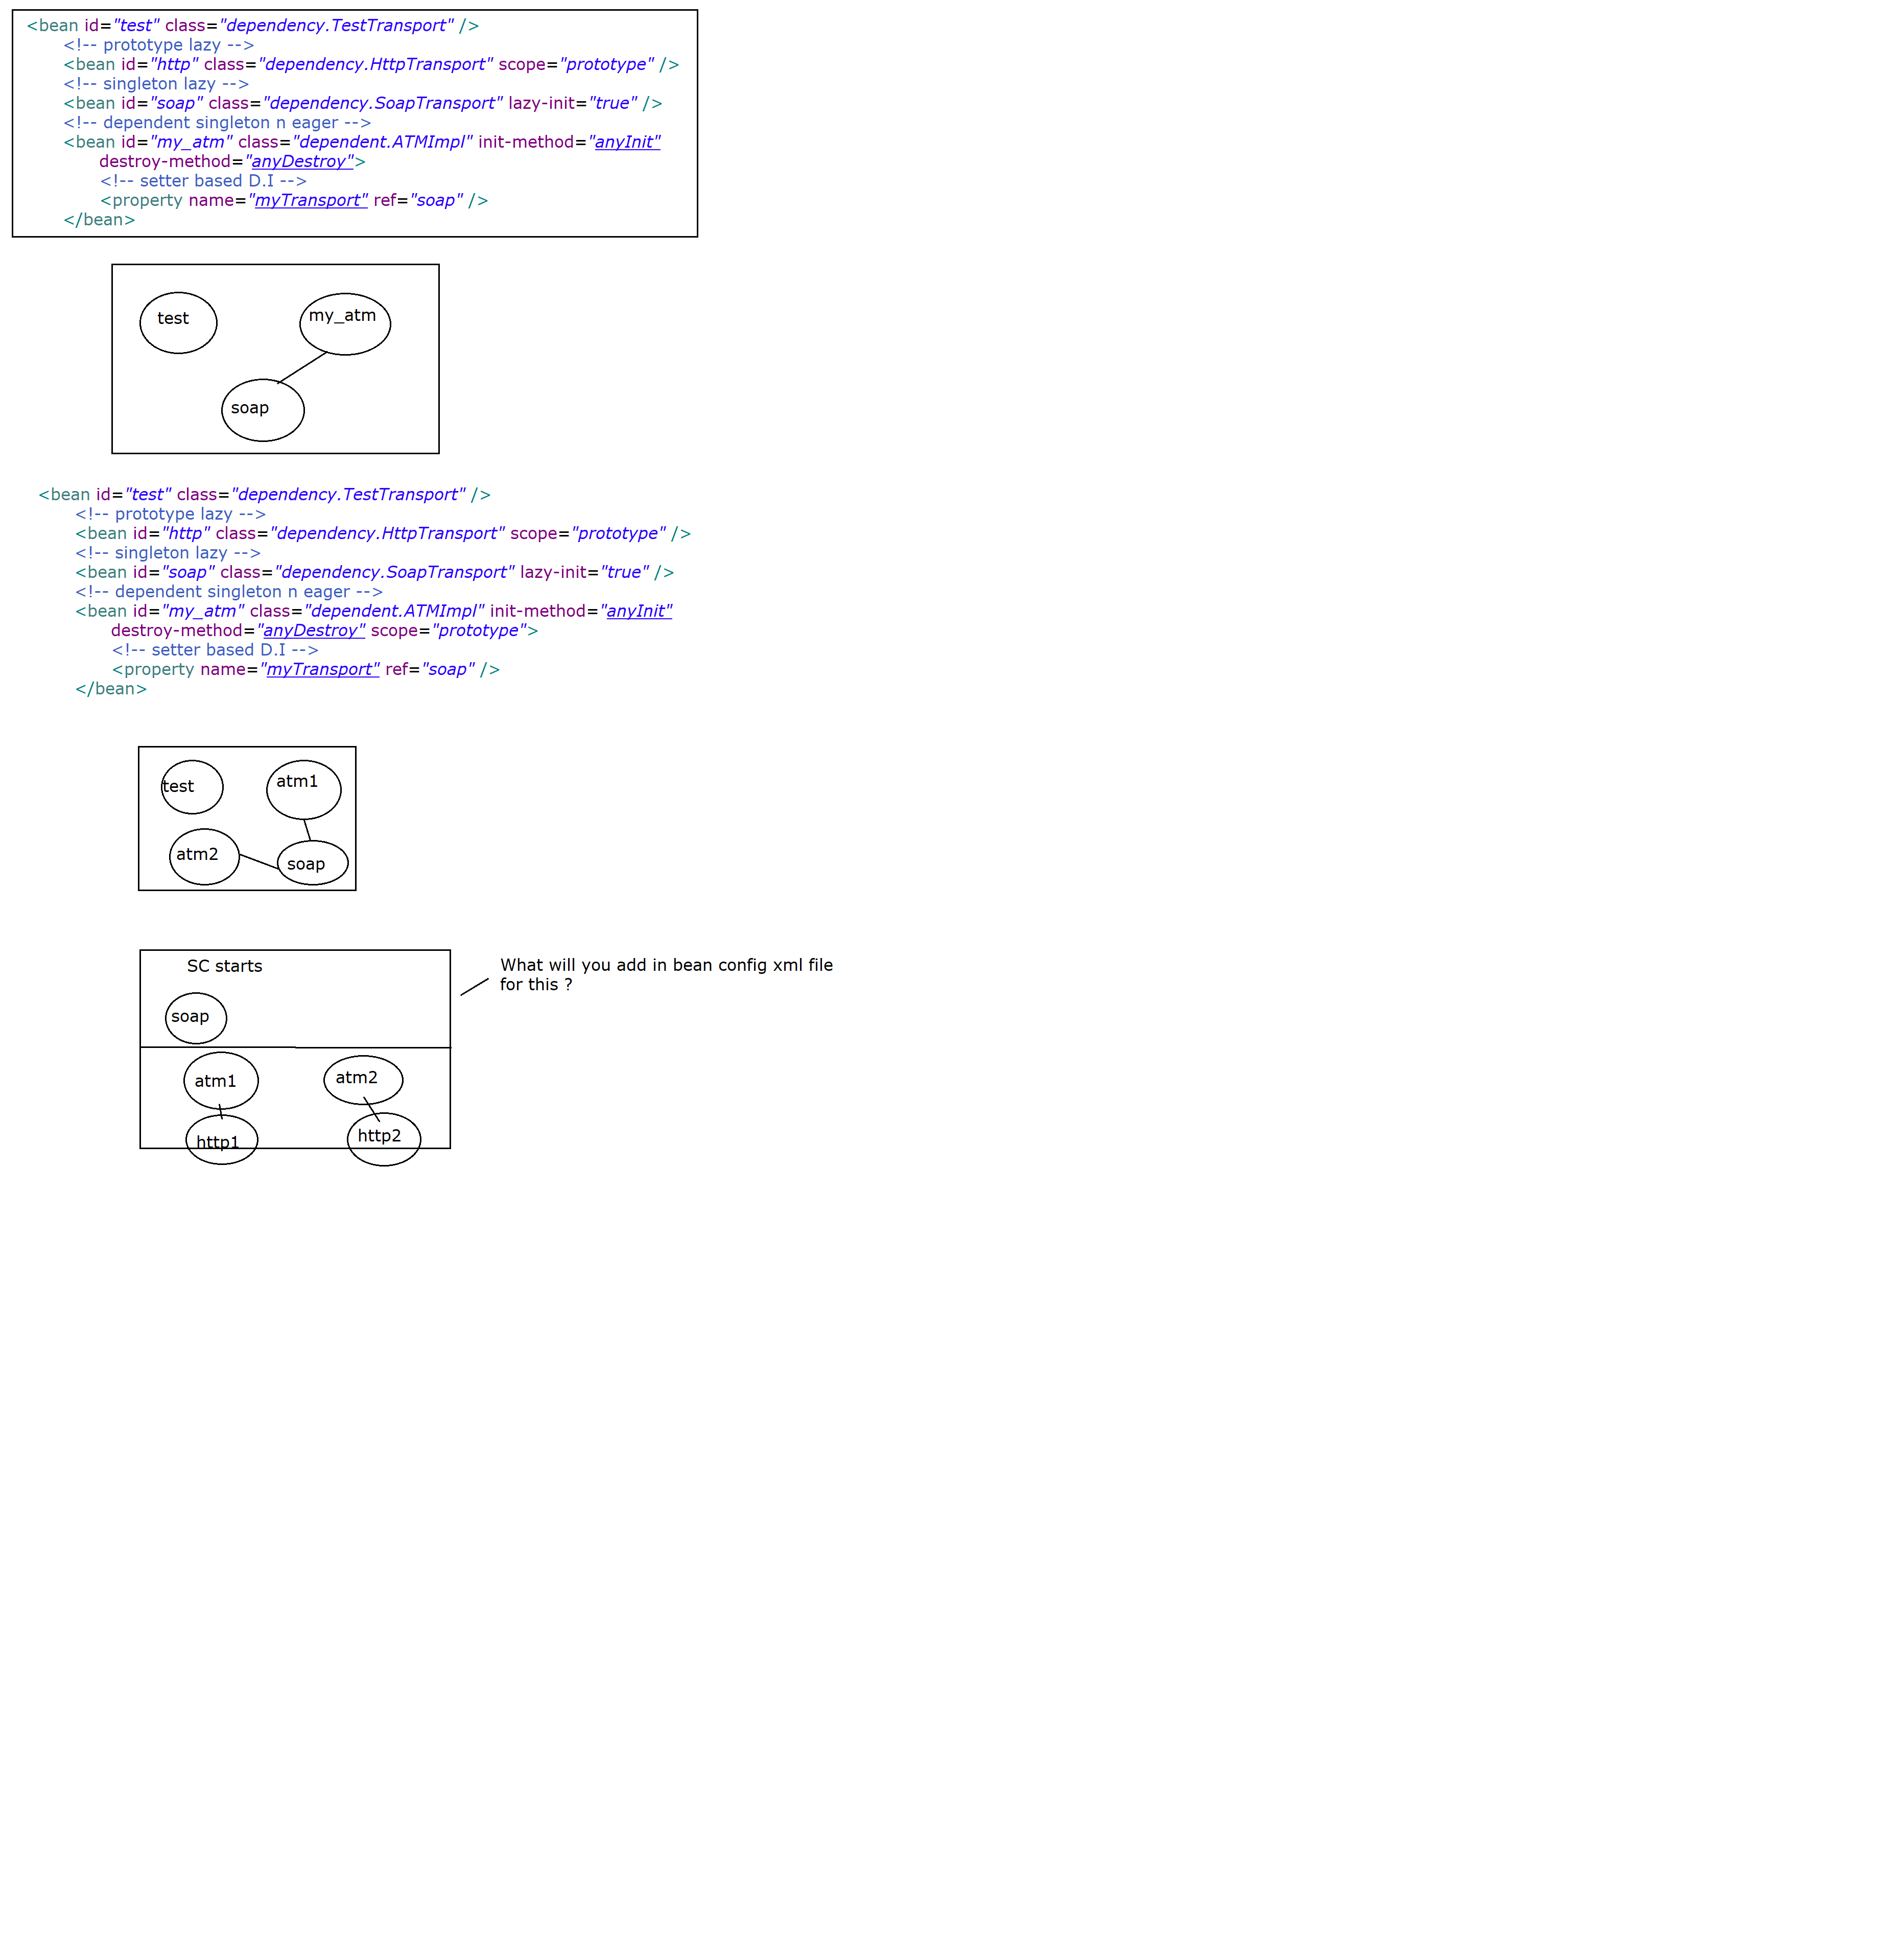 <bean id="test" class="dependency.TestTransport" />
<!-- prototype lazy -->
<bean id="http" class="dependency.HttpTransport" scope="prototype" />
<!-- singleton lazy -->
<bean id="soap" class="dependency.SoapTransport" lazy-init="true" />
<!-- dependent singleton n eager -->
<bean id="my_atm" class="dependent.ATMImpl" init-method="anyInit"
destroy-method="anyDestroy">
<!-- setter based D.I -->
<property name="myTransport" ref="soap" />
</bean>
test
my_atm
soap
<bean id="test" class="dependency.TestTransport" />
<!-- prototype lazy -->
<bean id="http" class="dependency.HttpTransport" scope="prototype" />
<!-- singleton lazy -->
<bean id="soap" class="dependency.SoapTransport" lazy-init="true" />
<!-- dependent singleton n eager -->
<bean id="my_atm" class="dependent.ATMImpl" init-method="anyInit"
destroy-method="anyDestroy" scope="prototype">
<!-- setter based D.I -->
<property name="myTransport" ref="soap" />
</bean>
test
atm1
atm2
soap
SC starts
What will you add in bean config xml file
for this ?
soap
atm1
atm2
http1
http2